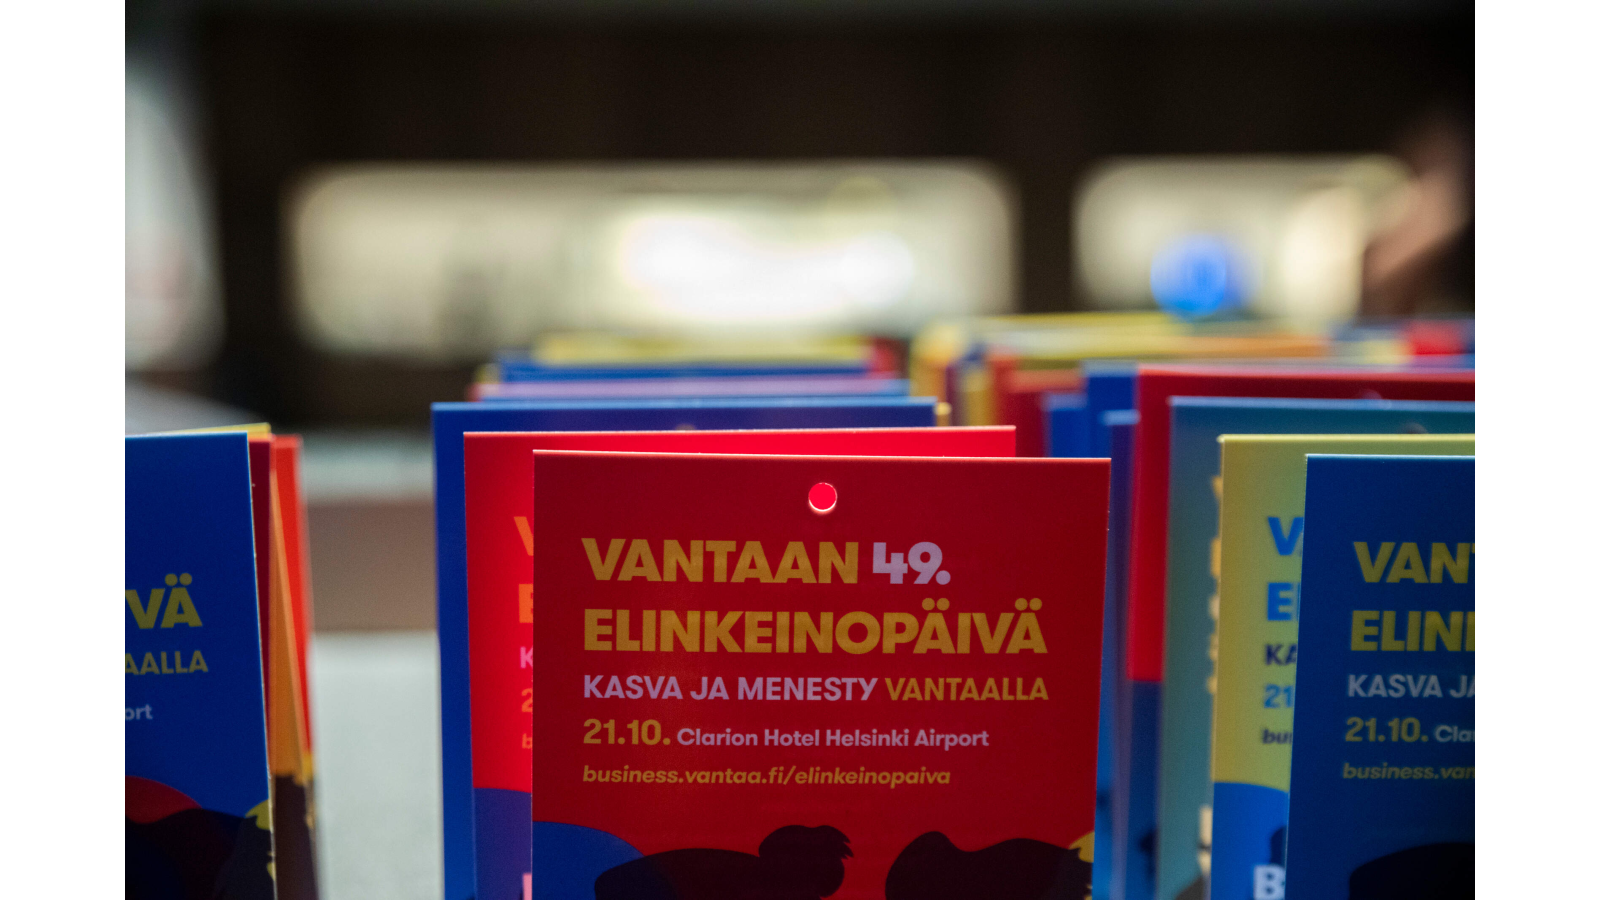 VANTAAN 49.
ELINKEINOPÄIVÄ
KASVA JA MENESTY VANTAALLA
21.10. Clarion Hotel Helsinki Airport
business.vantaa.fi/elinkeinopaiva